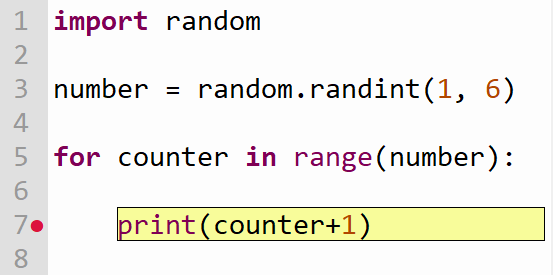 1 import random
2
3 number = random.randint(1, 6)
4
5 for counter in range(number):
6
7 print(counter+1)
8